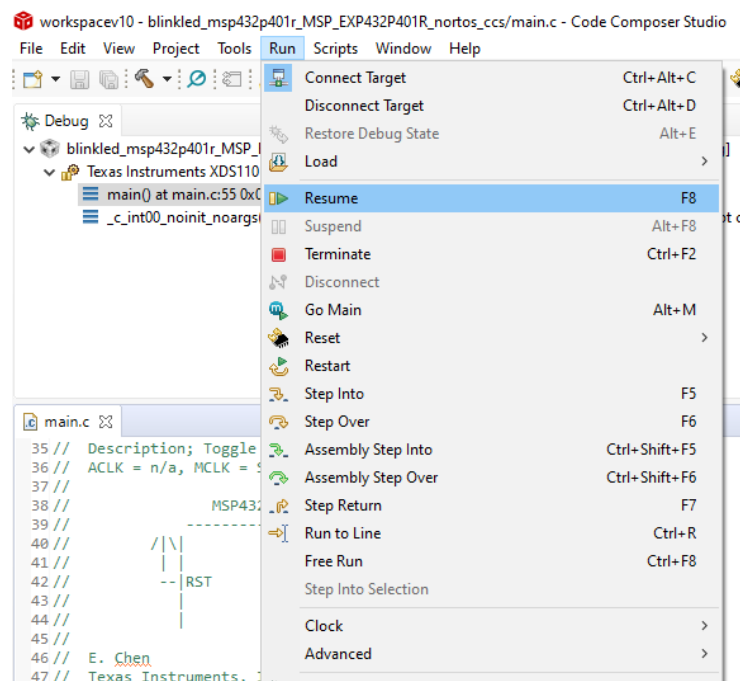 workspacev10 - blinkled_msp432p401r_MSP_EXP432P401R_nortos_ccs/main.c - Code Composer Studio
File Edit View Project Tools Run Scripts Window Help
Debug
blinkled_msp432p401r_MSP_
Texas Instruments XDS110
main() at main.c:55 0x0
_c_int00_noinit_noargs(
Connect Target Ctrl+Alt+C
Disconnect Target Ctrl+Alt+D
Restore Debug State Alt+E
Load
Resume F8
Suspend Alt+F8
Terminate Ctrl+F2
Disconnect
Go Main Alt+M
Reset
Restart
Step Into F5
Step Over F6
Assembly Step Into Ctrl+Shift+F5
Assembly Step Over Ctrl+Shift+F6
Step Return F7
Run to Line Ctrl+R
Free Run Ctrl+F8
Step Into Selection
Clock
Advanced
main.c
35 // Description; Toggle
36 // ACLK = n/a, MCLK =
37 //
38 // MSP432
39 // ---------
40 // /|\|
41 // | |
42 // --|RST
43 // |
44 // |
45 //
46 // E. Chen
47 // Texas Instruments,